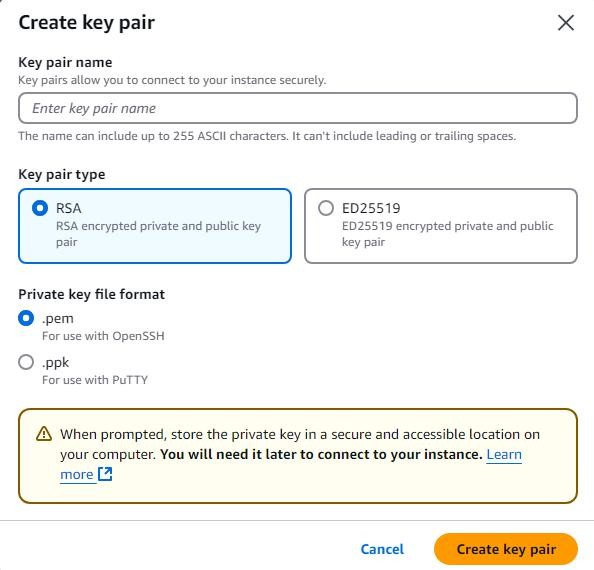 Create key pair
Key pair name
Key pairs allow you to connect to your instance securely.
Enter key pair name
The name can include up to 255 ASCII characters. It can't include leading or trailing spaces.
Key pair type
RSA
RSA encrypted private and public key
pair
ED25519
ED25519 encrypted private and public
key pair
Private key file format
.pem
For use with OpenSSH
.ppk
For use with PuTTY
When prompted, store the private key in a secure and accessible location on
your computer. You will need it later to connect to your instance. Learn
more
Cancel
Create key pair